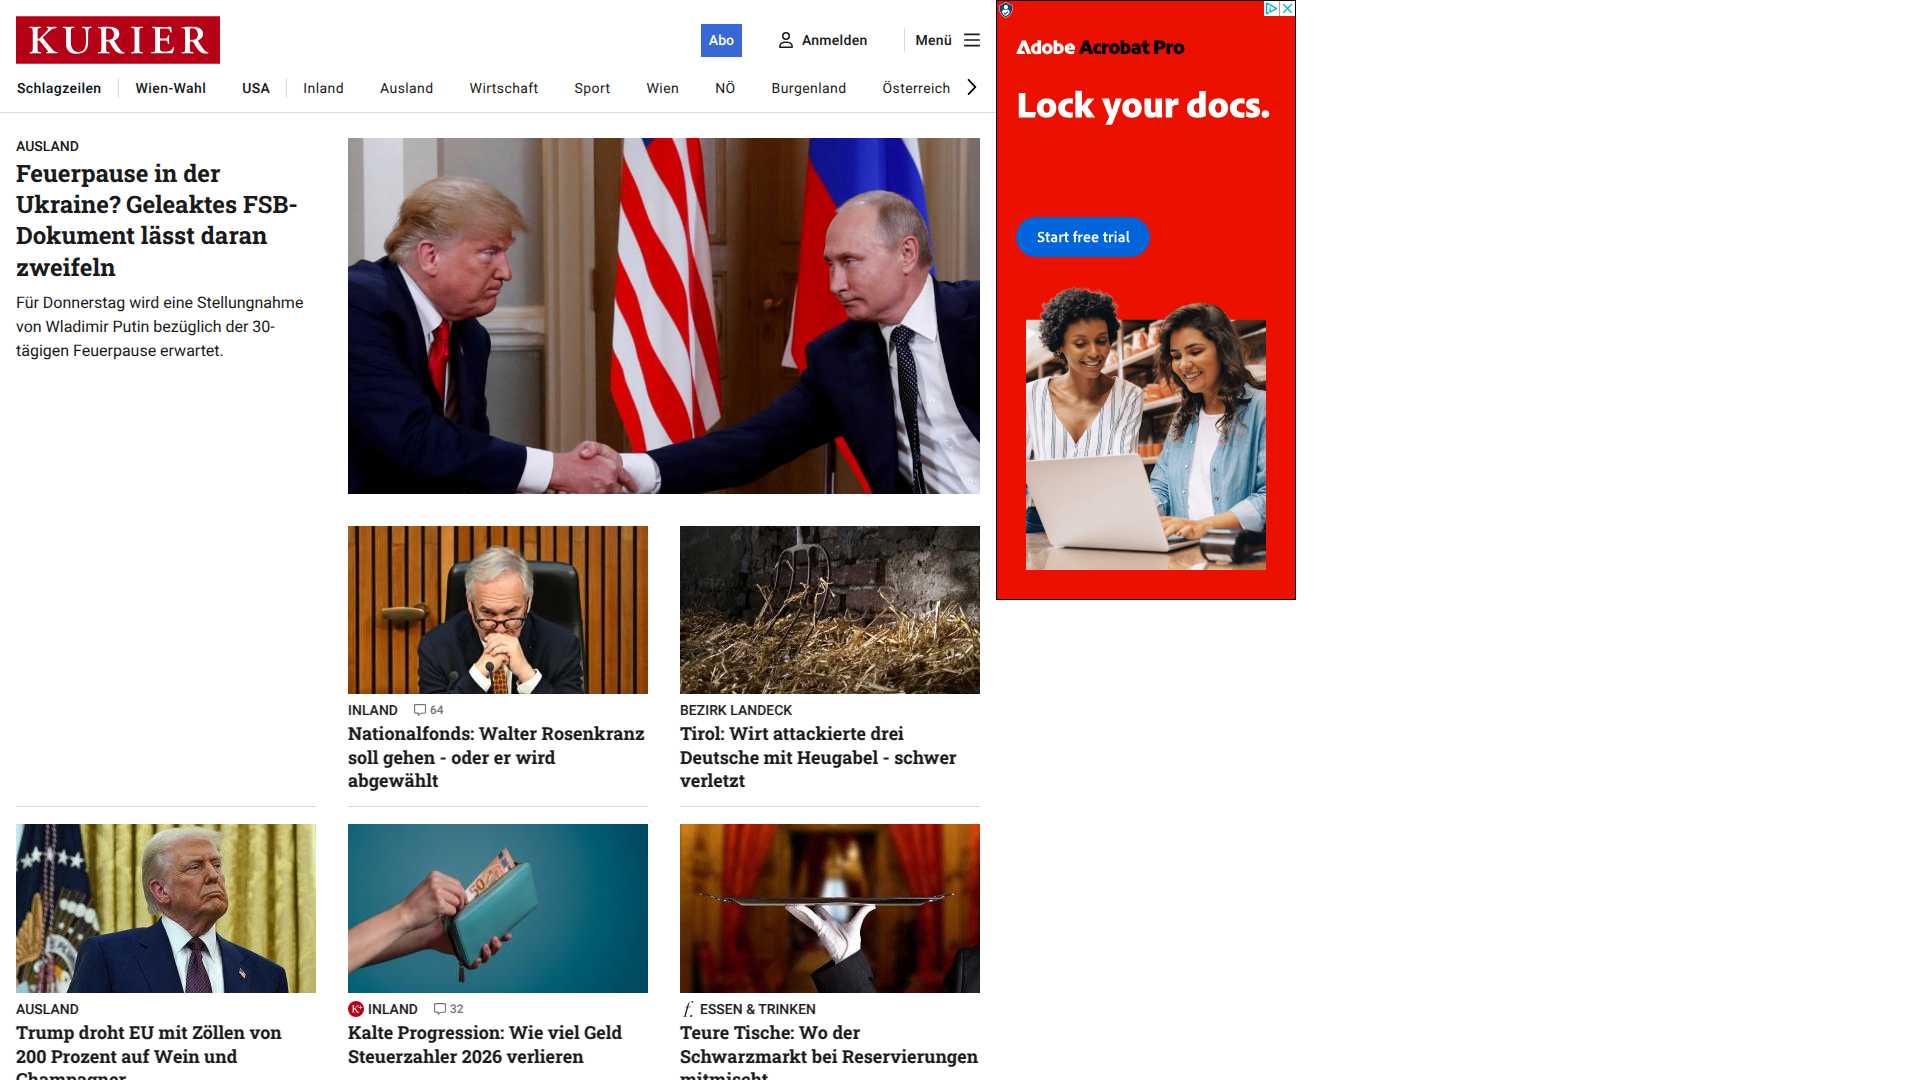 KURIER
Abo
Anmelden
Menü
Schlagzeilen
Wien-Wahl
USA
Inland
Ausland
Wirtschaft
Sport
Wien
NÖ
Burgenland
Österreich
AUSLAND
Feuerpause in der
Ukraine? Geleaktes FSB-
Dokument lässt daran
zweifeln
Für Donnerstag wird eine Stellungnahme
von Wladimir Putin bezüglich der 30-
tägigen Feuerpause erwartet.
INLAND 64
Nationalfonds: Walter Rosenkranz
soll gehen - oder er wird
abgewählt
BEZIRK LANDECK
Tirol: Wirt attackierte drei
Deutsche mit Heugabel - schwer
verletzt
AUSLAND
Trump droht EU mit Zöllen von
200 Prozent auf Wein und
Champagner
50
K+ INLAND 32
Kalte Progression: Wie viel Geld
Steuerzahler 2026 verlieren
f. ESSEN & TRINKEN
Teure Tische: Wo der
Schwarzmarkt bei Reservierungen
mitmischt
Adobe Acrobat Pro
Lock your docs.
Start free trial